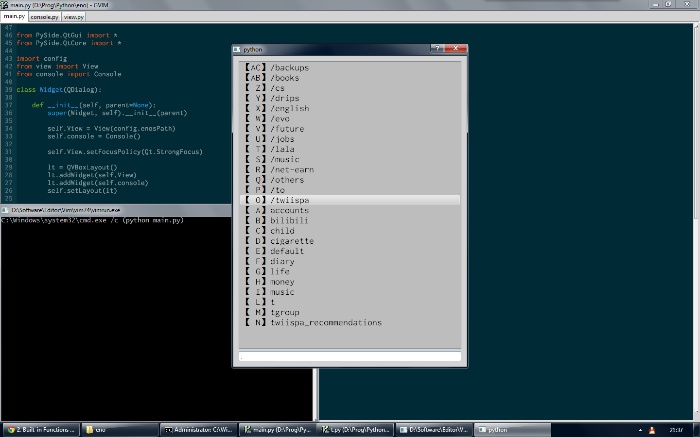 main.py (D:\Prog\Python\eno) - GVIM
main.py console.py view.py
47
46 from PySide.QtGui import *
45 from PySide.QtCore import *
44
43 import config
42 from view import View
41 from console import Console
40
39 class Widget(QDialog):
38
37 def __init__(self, parent=None):
36 super(Widget, self).__init__(parent)
35
34 self.View = View(config.enosPath)
33 self.console = Console()
32
31 self.View.setFocusPolicy(Qt.StrongFocus)
30
29 lt = QVBoxLayout()
28 lt.addWidget(self.View)
27 lt.addWidget(self.console)
26 self.setLayout(lt)
25
D:\Software\Editor\Vim\vim74\vimrun.exe
C:\Windows\system32\cmd.exe /c (python main.py)
python
【AC】/backups
【AB】/books
【 Z】/cs
【 Y】/drips
【 X】/english
【 W】/evo
【 V】/future
【 U】/jobs
【 T】/lala
【 S】/music
【 R】/net-earn
【 Q】/others
【 P】/to
【 O】/twiispa
【 A】accounts
【 B】bilibili
【 C】child
【 D】cigarette
【 E】default
【 F】diary
【 G】life
【 H】money
【 I】music
【 L】t
【 M】tgroup
【 N】twiispa_recommendations
2. Built-in Functions ...
eno
Administrator: C:\Wi...
main.py (D:\Prog\Py...
t.py (D:\Prog\Python...
D:\Software\Editor\V...
python
21:37